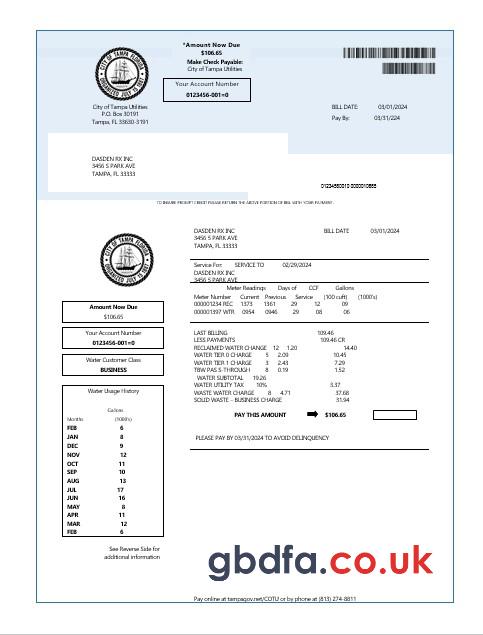 *Amount Now Due
$106.65
Make Check Payable:
City of Tampa Utilities
Your Account Number
0123456-001=0
CITY OF TAMPA, FLORIDA
ORGANIZED JULY 15 1887
City of Tampa Utilities
P.O. Box 30191
Tampa, FL 33630-3191
BILL DATE: 03/01/2024
Pay By: 03/31/224
DASDEN RX INC
3456 S PARK AVE
TAMPA, FL 33333
TO INSURE PROMPT CREDIT PLEASE RETURN THE ABOVE PORTION OF BILL WITH YOUR PAYMENT.
DASDEN RX INC BILL DATE 03/01/2024
3456 S PARK AVE
TAMPA, FL 33333
CITY OF TAMPA, FLORIDA
ORGANIZED JULY 15 1887
Service For: SERVICE TO 02/29/2024
DASDEN RX INC
3456 S PARK AVE
Meter Readings Days of CCF Gallons
Meter Number Current Previous Service (100 cuft) (1000's)
000001234 REC 1373 1361 29 12 09
000001397 WTR 0954 0946 29 08 06
Amount Now Due
$106.65
Your Account Number
0123456-001=0
Water Customer Class
BUSINESS
LAST BILLING 109.46
LESS PAYMENTS 109.46 CR
RECLAIMED WATER CHANGE 12 1.20 14.40
WATER TIER 0 CHARGE 5 2.09 10.45
WATER TIER 1 CHARGE 3 2.43 7.29
TBW PAS S-THROUGH 8 0.19 1.52
WATER SUBTOTAL 19.26
WATER UTILITY TAX 10% 3.37
WASTE WATER CHARGE 8 4.71 37.68
SOLID WASTE – BUSINESS CHARGE 31.94
PAY THIS AMOUNT $106.65
PLEASE PAY BY 03/31/2024 TO AVOID DELINQUENCY
Water Usage History
Gallons
Months (1000's)
FEB 6
JAN 8
DEC 9
NOV 12
OCT 11
SEP 10
AUG 13
JUL 17
JUN 16
MAY 8
APR 11
MAR 12
FEB 6
See Reverse Side for
additional information
gbdfa.co.uk
Pay online at tampagov.net/COTU or by phone at (813) 274-8811